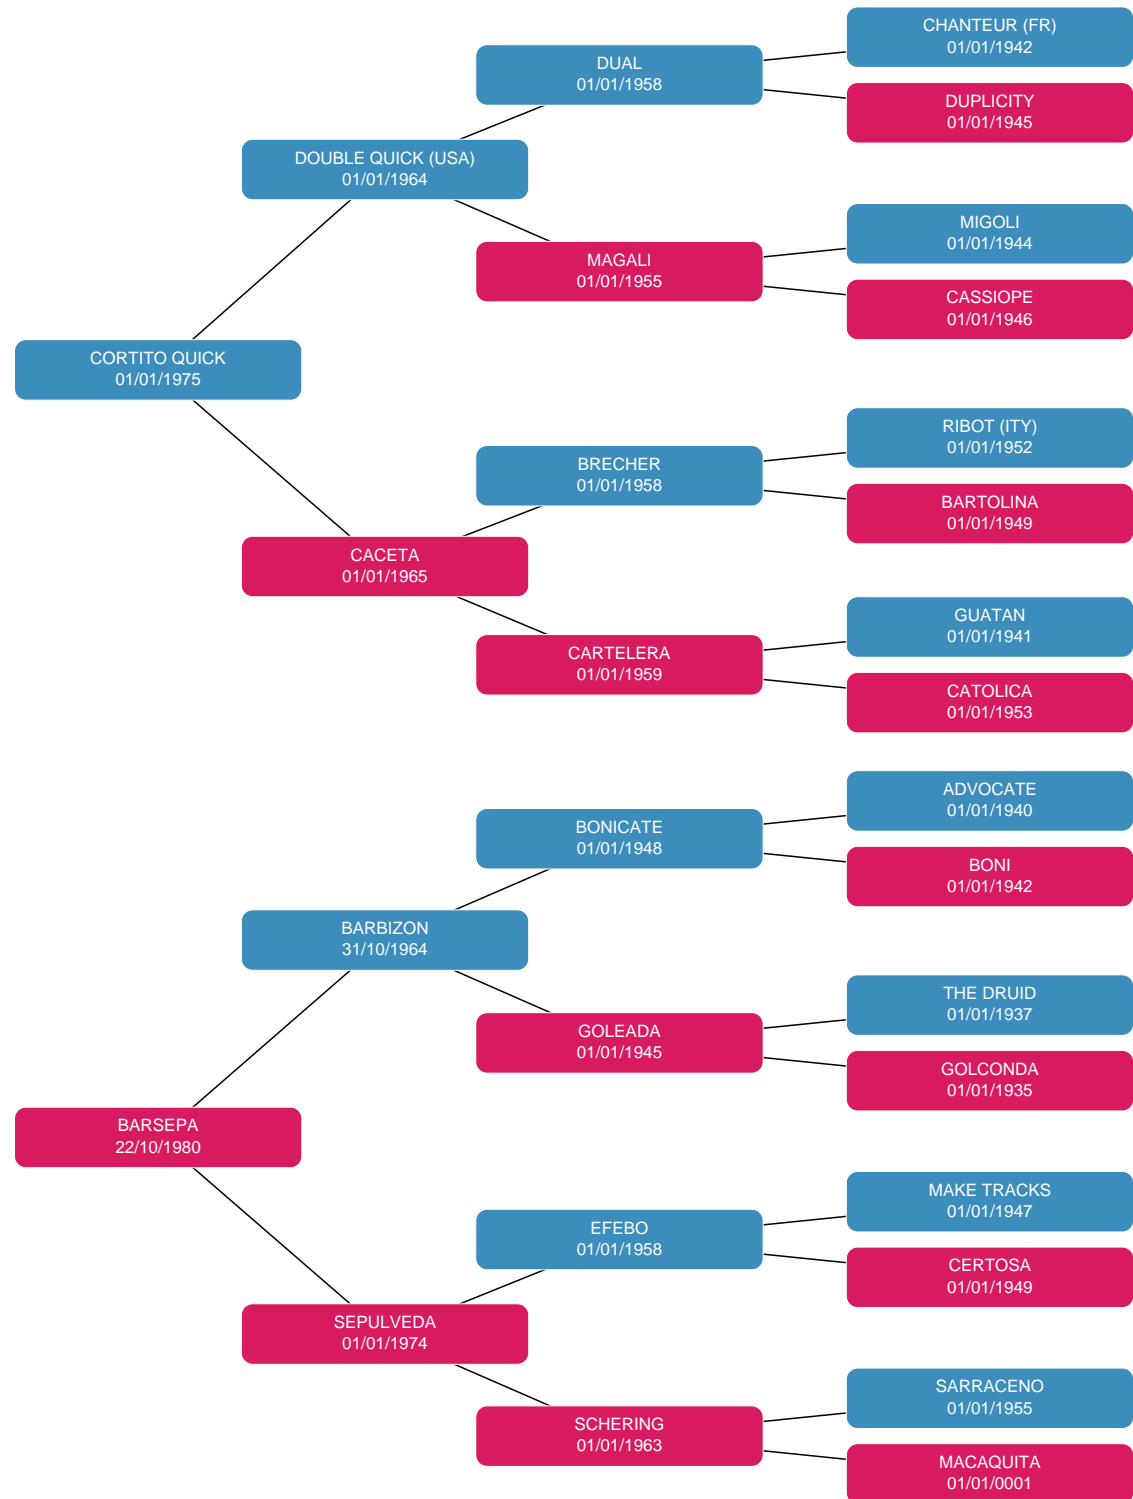 CHANTEUR (FR)
01/01/1942
DUAL
01/01/1958
DUPLICITY
01/01/1945
DOUBLE QUICK (USA)
01/01/1964
MIGOLI
01/01/1944
MAGALI
01/01/1955
CASSIOPE
01/01/1946
CORTITO QUICK
01/01/1975
RIBOT (ITY)
01/01/1952
BRECHER
01/01/1958
BARTOLINA
01/01/1949
CACETA
01/01/1965
GUATAN
01/01/1941
CARTELERA
01/01/1959
CATOLICA
01/01/1953
ADVOCATE
01/01/1940
BONICATE
01/01/1948
BONI
01/01/1942
BARBIZON
31/10/1964
THE DRUID
01/01/1937
GOLEADA
01/01/1945
GOLCONDA
01/01/1935
BARSEPA
22/10/1980
MAKE TRACKS
01/01/1947
EFEBO
01/01/1958
CERTOSA
01/01/1949
SEPULVEDA
01/01/1974
SARRACENO
01/01/1955
SCHERING
01/01/1963
MACAQUITA
01/01/0001